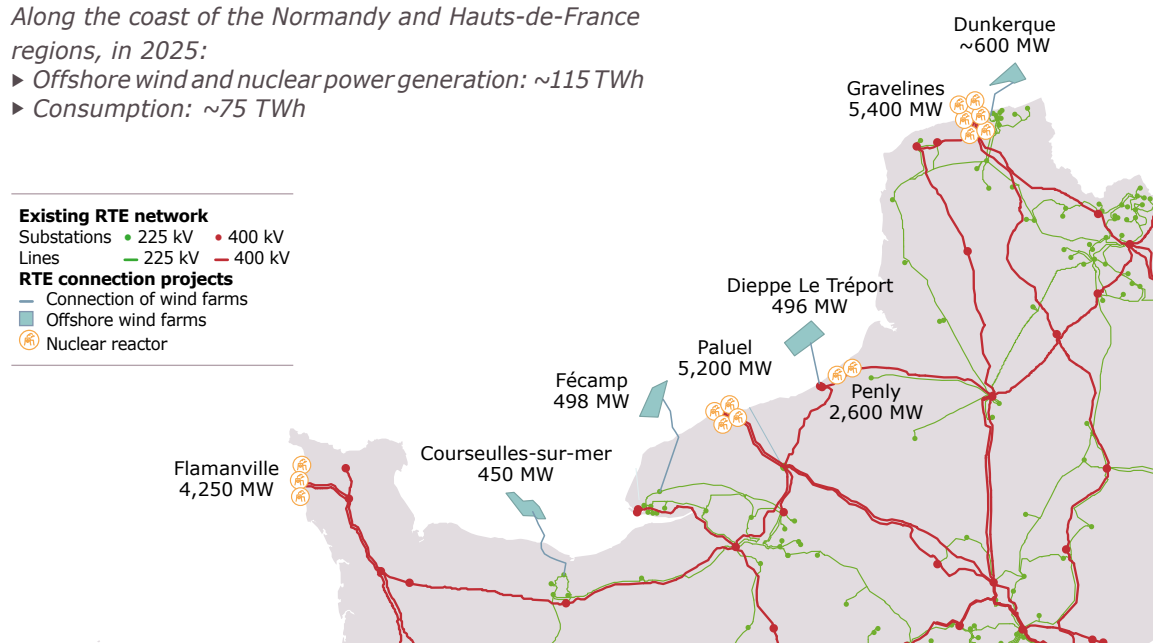 Along the coast of the Normandy and Hauts-de-France
regions, in 2025:
▸ Offshore wind and nuclear power generation: ~115 TWh
▸ Consumption: ~75 TWh
Existing RTE network
Substations • 225 kV • 400 kV
Lines — 225 kV — 400 kV
RTE connection projects
Connection of wind farms
Offshore wind farms
Nuclear reactor
Dunkerque
~600 MW
Gravelines
5,400 MW
Dieppe Le Tréport
496 MW
Paluel
5,200 MW
Penly
2,600 MW
Fécamp
498 MW
Courseulles-sur-mer
450 MW
Flamanville
4,250 MW